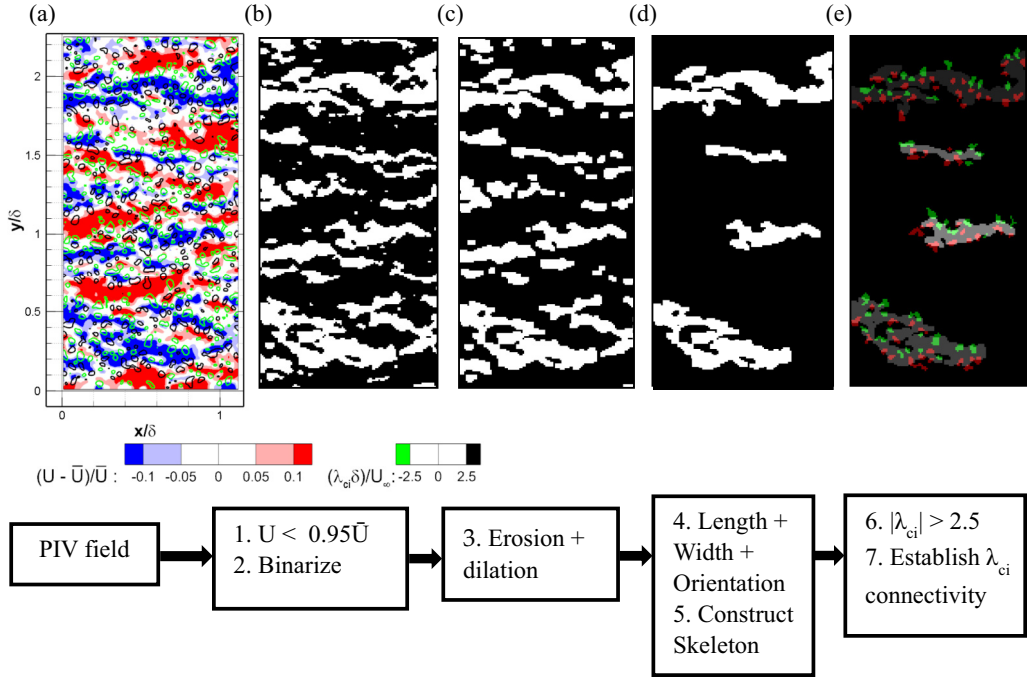 (a) (b) (c) (d) (e)
2
1.5
y/δ
1
0.5
0
0 1
x/δ
(U - U̅)/U̅ : -0.1 -0.05 0 0.05 0.1
(λci δ)/U∞: -2.5 0 2.5
PIV field
1. U < 0.95U̅
2. Binarize
3. Erosion +
dilation
4. Length +
Width +
Orientation
5. Construct
Skeleton
6. |λci| > 2.5
7. Establish λci
connectivity